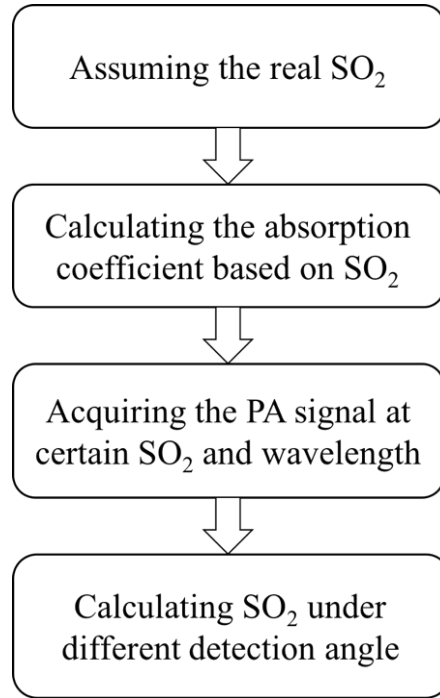 Assuming the real SO₂
Calculating the absorption
coefficient based on SO₂
Acquiring the PA signal at
certain SO₂ and wavelength
Calculating SO₂ under
different detection angle